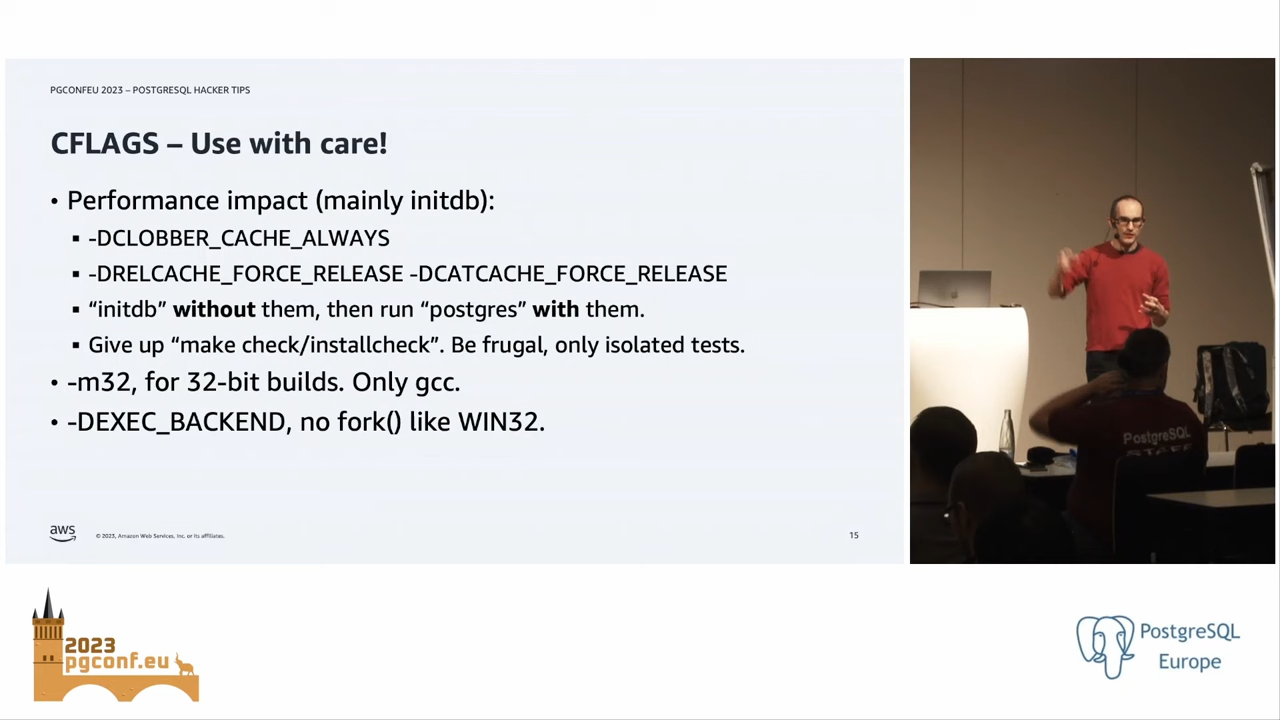 PGCONFEU 2023 – POSTGRESQL HACKER TIPS
CFLAGS – Use with care!
• Performance impact (mainly initdb):
▪ -DCLOBBER_CACHE_ALWAYS
▪ -DRELCACHE_FORCE_RELEASE -DCATCACHE_FORCE_RELEASE
▪ “initdb” without them, then run “postgres” with them.
▪ Give up “make check/installcheck”. Be frugal, only isolated tests.
• -m32, for 32-bit builds. Only gcc.
• -DEXEC_BACKEND, no fork() like WIN32.
aws
© 2023, Amazon Web Services, Inc. or its affiliates.
15
PostgreSQL
STAFF
2023
pgconf.eu
PostgreSQL
Europe